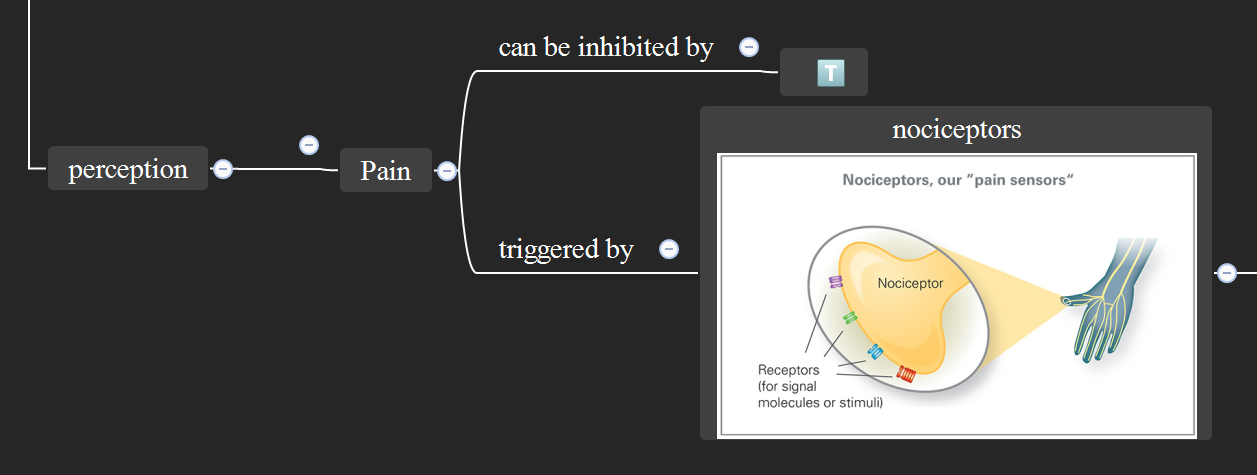 can be inhibited by
T
nociceptors
perception
Pain
Nociceptors, our "pain sensors“
triggered by
Nociceptor
Receptors
(for signal
molecules or stimuli)